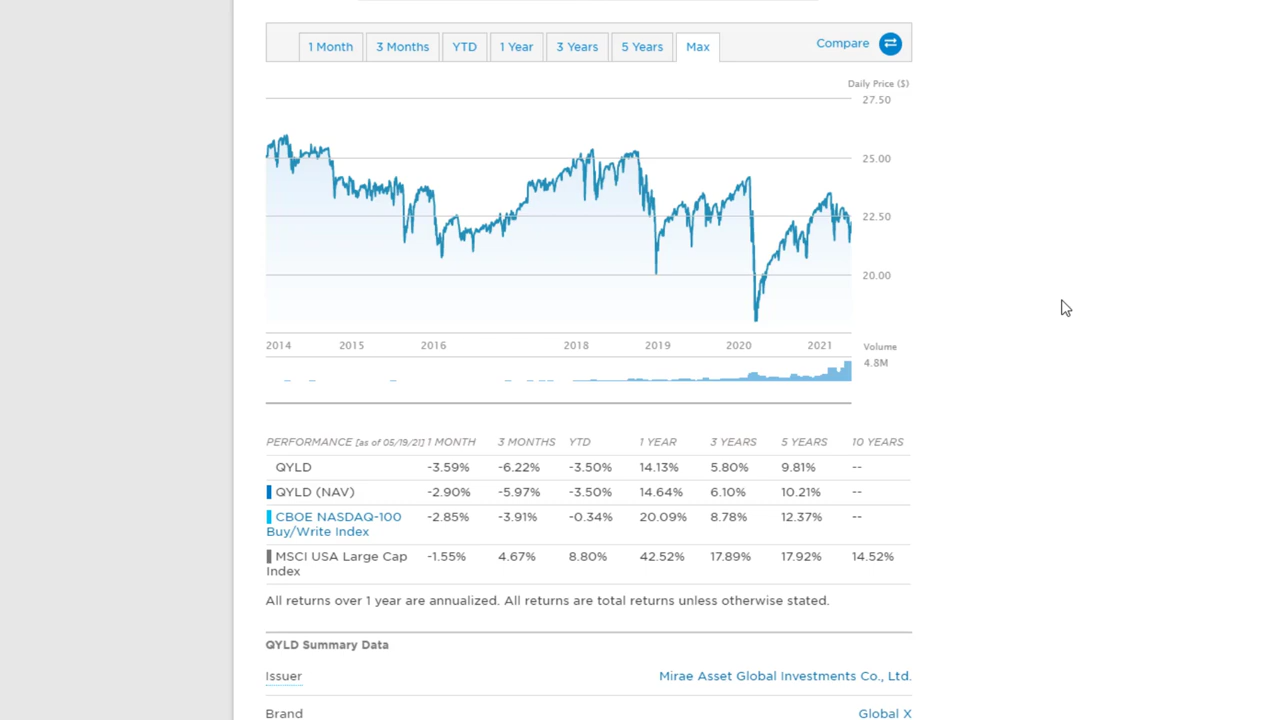 1 Month 3 Months YTD 1 Year 3 Years 5 Years Max Compare
Daily Price ($)
27.50
25.00
22.50
20.00
2014 2015 2016 2018 2019 2020 2021 Volume
4.8M
PERFORMANCE [as of 05/19/21] 1 MONTH 3 MONTHS YTD 1 YEAR 3 YEARS 5 YEARS 10 YEARS
QYLD -3.59% -6.22% -3.50% 14.13% 5.80% 9.81% --
QYLD (NAV) -2.90% -5.97% -3.50% 14.64% 6.10% 10.21% --
CBOE NASDAQ-100 -2.85% -3.91% -0.34% 20.09% 8.78% 12.37% --
Buy/Write Index
MSCI USA Large Cap -1.55% 4.67% 8.80% 42.52% 17.89% 17.92% 14.52%
Index
All returns over 1 year are annualized. All returns are total returns unless otherwise stated.
QYLD Summary Data
Issuer Mirae Asset Global Investments Co., Ltd.
Brand Global X